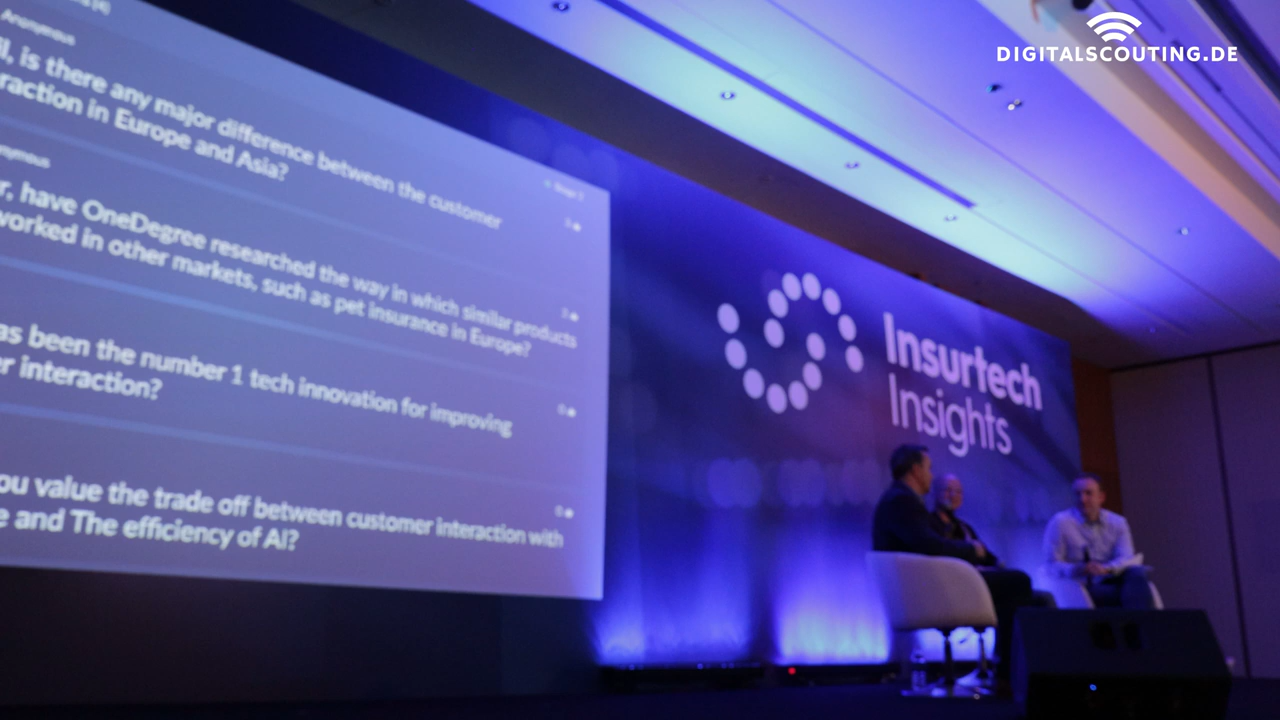 DIGITALSCOUTING.DE
Anonymous
, is there any major difference between the customer
raction in Europe and Asia?
r, have OneDegree researched the way in which similar products
worked in other markets, such as pet insurance in Europe?
as been the number 1 tech innovation for improving
er interaction?
ou value the trade off between customer interaction with
e and The efficiency of AI?
Insurtech
Insights